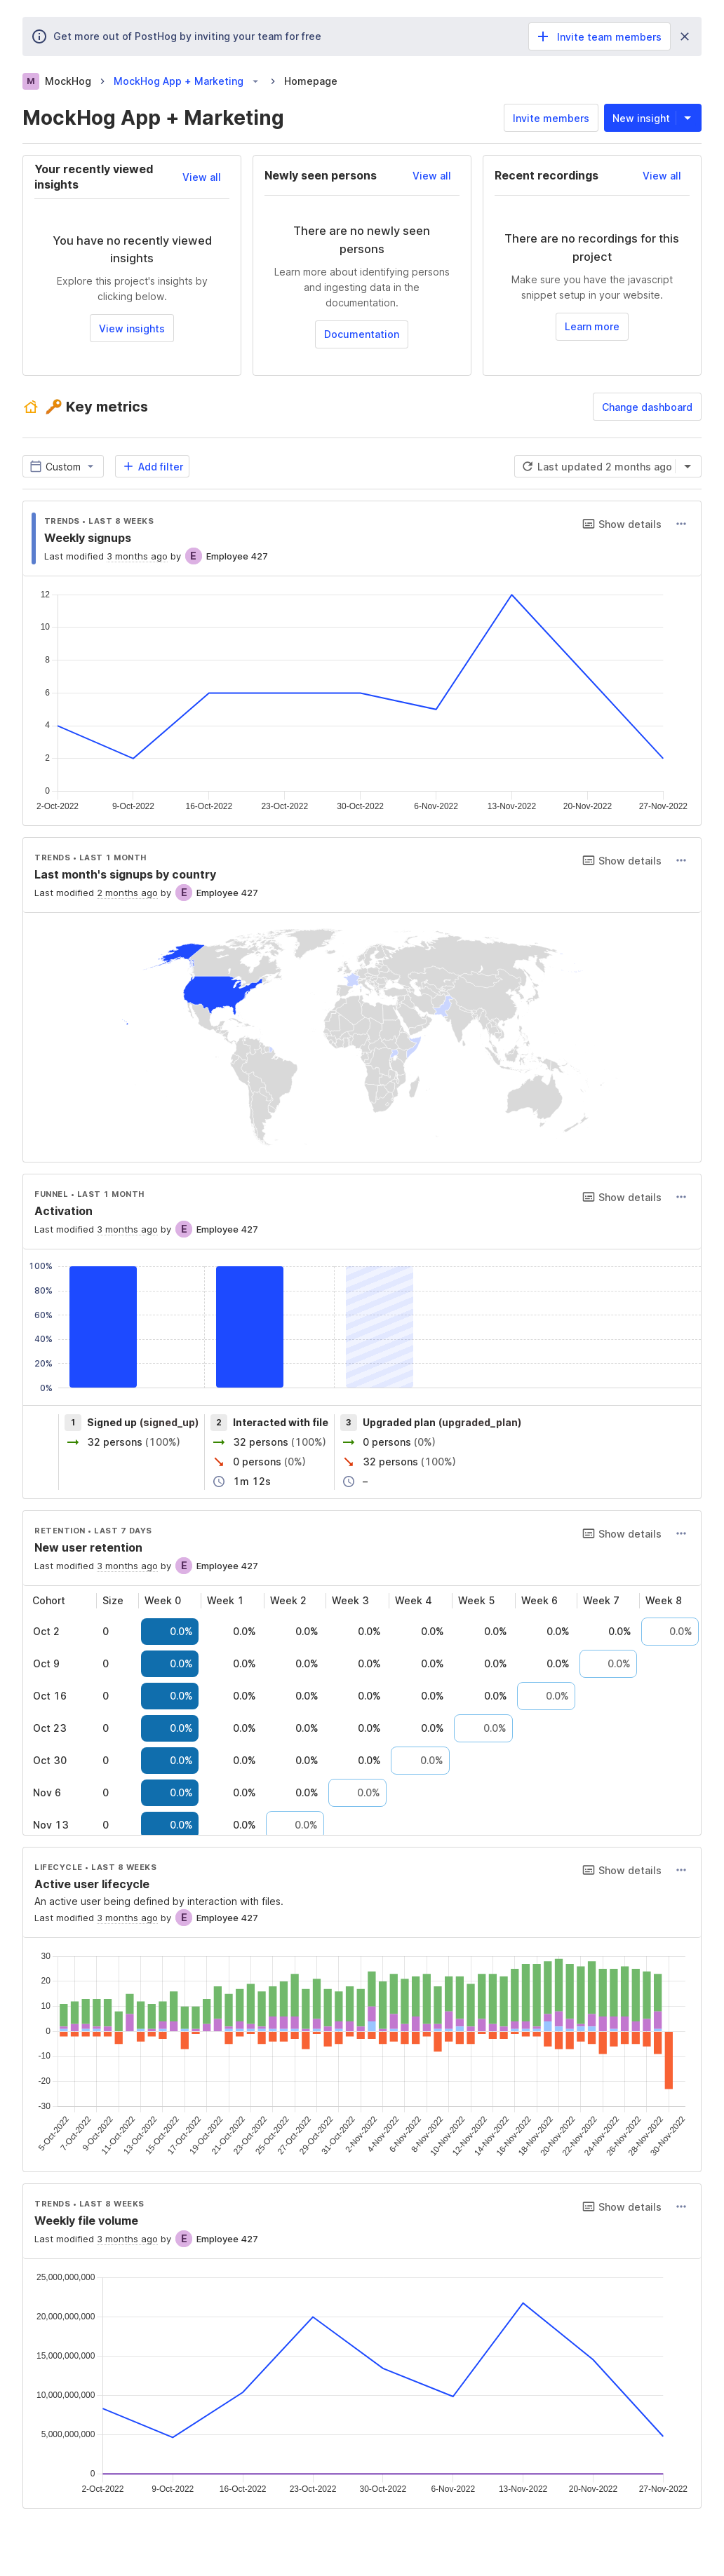 Get more out of PostHog by inviting your team for free
Invite team members
M MockHog > MockHog App + Marketing > Homepage
MockHog App + Marketing
Invite members
New insight
Your recently viewed
insights
View all
You have no recently viewed
insights
Explore this project's insights by
clicking below.
View insights
Newly seen persons
View all
There are no newly seen
persons
Learn more about identifying persons
and ingesting data in the
documentation.
Documentation
Recent recordings
View all
There are no recordings for this
project
Make sure you have the javascript
snippet setup in your website.
Learn more
🔑 Key metrics
Change dashboard
Custom
Add filter
Last updated 2 months ago
TRENDS • LAST 8 WEEKS
Show details
Weekly signups
Last modified 3 months ago by E Employee 427
12
10
8
6
4
2
0
2-Oct-2022 9-Oct-2022 16-Oct-2022 23-Oct-2022 30-Oct-2022 6-Nov-2022 13-Nov-2022 20-Nov-2022 27-Nov-2022
TRENDS • LAST 1 MONTH
Show details
Last month's signups by country
Last modified 2 months ago by E Employee 427
FUNNEL • LAST 1 MONTH
Show details
Activation
Last modified 3 months ago by E Employee 427
100%
80%
60%
40%
20%
0%
1 Signed up (signed_up)
32 persons (100%)
2 Interacted with file
32 persons (100%)
0 persons (0%)
1m 12s
3 Upgraded plan (upgraded_plan)
0 persons (0%)
32 persons (100%)
–
RETENTION • LAST 7 DAYS
Show details
New user retention
Last modified 3 months ago by E Employee 427
Cohort Size Week 0 Week 1 Week 2 Week 3 Week 4 Week 5 Week 6 Week 7 Week 8
Oct 2 0 0.0% 0.0% 0.0% 0.0% 0.0% 0.0% 0.0% 0.0% 0.0%
Oct 9 0 0.0% 0.0% 0.0% 0.0% 0.0% 0.0% 0.0% 0.0%
Oct 16 0 0.0% 0.0% 0.0% 0.0% 0.0% 0.0% 0.0%
Oct 23 0 0.0% 0.0% 0.0% 0.0% 0.0% 0.0%
Oct 30 0 0.0% 0.0% 0.0% 0.0% 0.0%
Nov 6 0 0.0% 0.0% 0.0% 0.0%
Nov 13 0 0.0% 0.0% 0.0%
LIFECYCLE • LAST 8 WEEKS
Show details
Active user lifecycle
An active user being defined by interaction with files.
Last modified 3 months ago by E Employee 427
30
20
10
0
-10
-20
-30
5-Oct-2022 7-Oct-2022 9-Oct-2022 11-Oct-2022 13-Oct-2022 15-Oct-2022 17-Oct-2022 19-Oct-2022 21-Oct-2022 23-Oct-2022 25-Oct-2022 27-Oct-2022 29-Oct-2022 31-Oct-2022 2-Nov-2022 4-Nov-2022 6-Nov-2022 8-Nov-2022 10-Nov-2022 12-Nov-2022 14-Nov-2022 16-Nov-2022 18-Nov-2022 20-Nov-2022 22-Nov-2022 24-Nov-2022 26-Nov-2022 28-Nov-2022 30-Nov-2022
TRENDS • LAST 8 WEEKS
Show details
Weekly file volume
Last modified 3 months ago by E Employee 427
25,000,000,000
20,000,000,000
15,000,000,000
10,000,000,000
5,000,000,000
0
2-Oct-2022 9-Oct-2022 16-Oct-2022 23-Oct-2022 30-Oct-2022 6-Nov-2022 13-Nov-2022 20-Nov-2022 27-Nov-2022